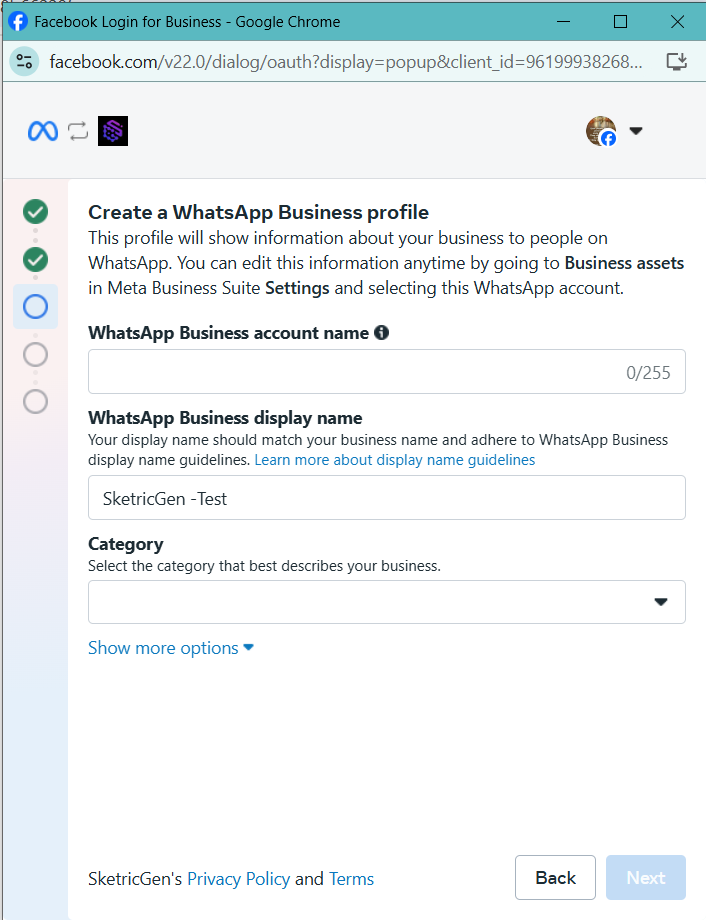 Facebook Login for Business - Google Chrome
facebook.com/v22.0/dialog/oauth?display=popup&client_id=96199938268...
Create a WhatsApp Business profile
This profile will show information about your business to people on
WhatsApp. You can edit this information anytime by going to Business assets
in Meta Business Suite Settings and selecting this WhatsApp account.
WhatsApp Business account name
0/255
WhatsApp Business display name
Your display name should match your business name and adhere to WhatsApp Business
display name guidelines. Learn more about display name guidelines
SketricGen -Test
Category
Select the category that best describes your business.
Show more options
SketricGen's Privacy Policy and Terms
Back
Next